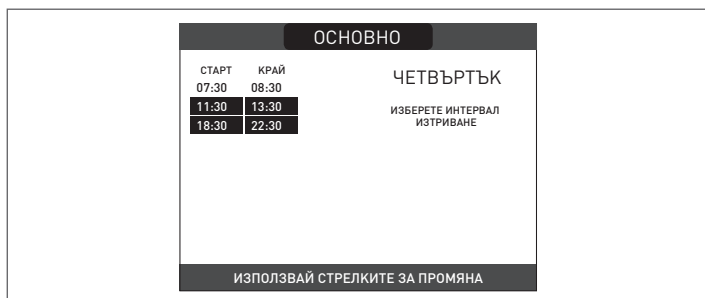 ОСНОВНО
СТАРТ КРАЙ
07:30 08:30
11:30 13:30
18:30 22:30
ЧЕТВЪРТЪК
ИЗБЕРЕТЕ ИНТЕРВАЛ
ИЗТРИВАНЕ
ИЗПОЛЗВАЙ СТРЕЛКИТЕ ЗА ПРОМЯНА